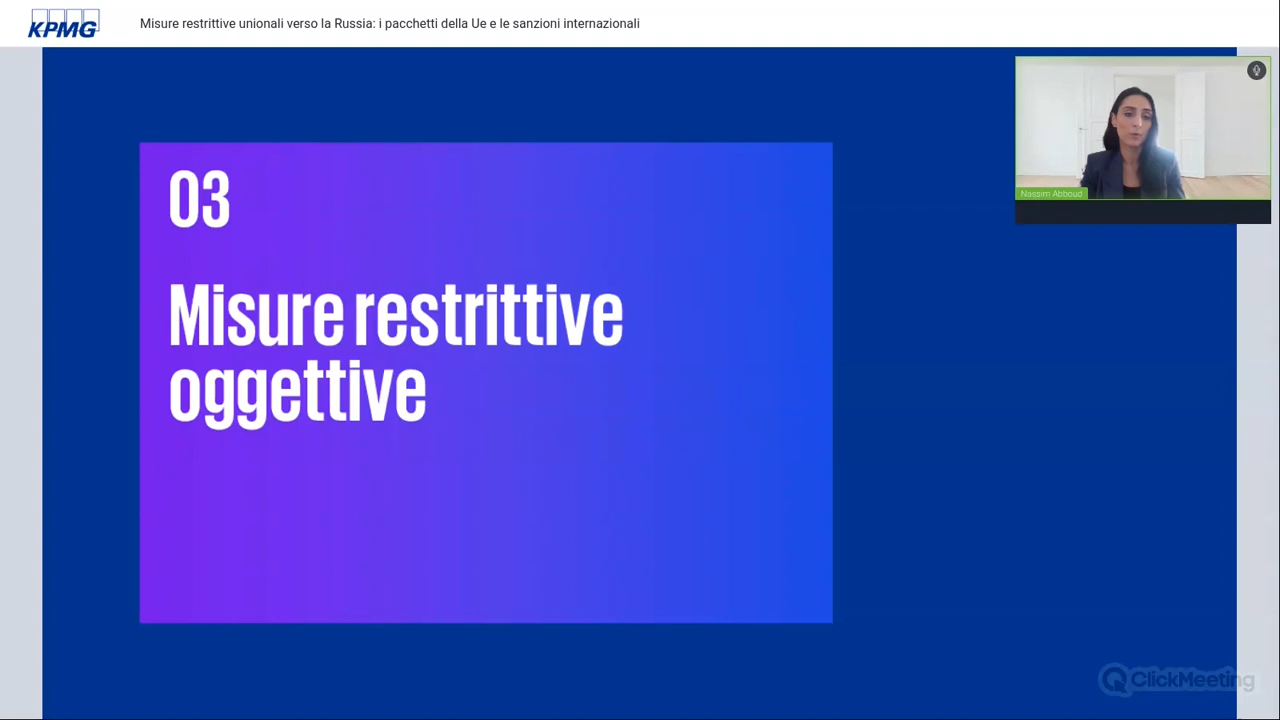 KPMG
Misure restrittive unionali verso la Russia: i pacchetti della Ue e le sanzioni internazionali
Nassim Abboud
03
Misure restrittive
oggettive
ClickMeeting